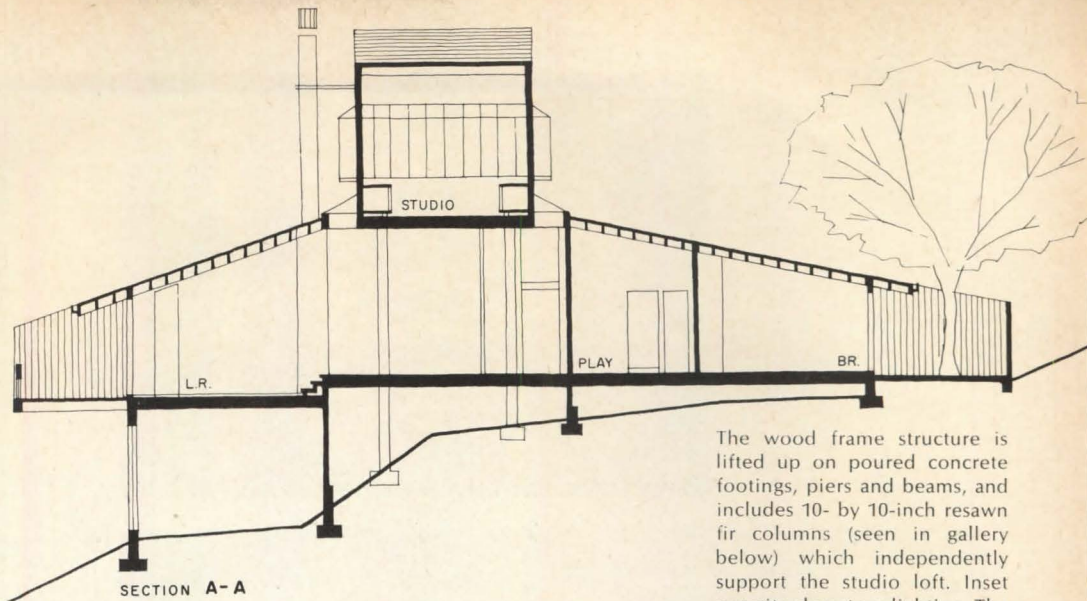 STUDIO
L.R.
PLAY
BR.
SECTION A-A
The wood frame structure is
lifted up on poured concrete
footings, piers and beams, and
includes 10- by 10-inch resawn
fir columns (seen in gallery
below) which independently
support the studio loft. Inset